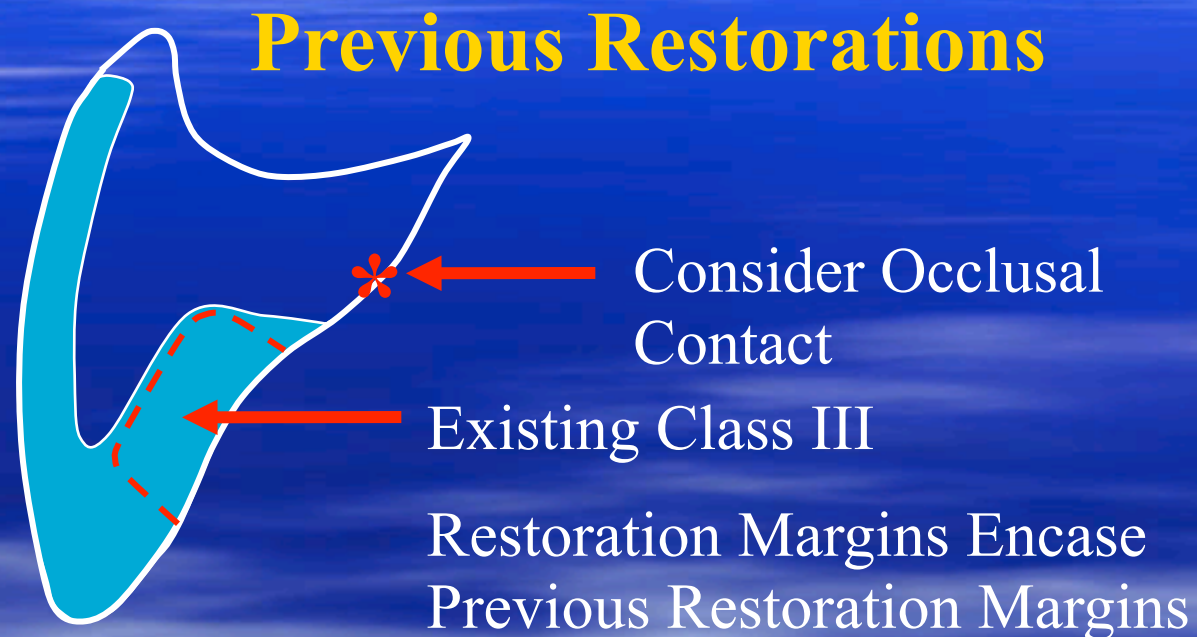 Previous Restorations
Consider Occlusal
Contact
Existing Class III
Restoration Margins Encase
Previous Restoration Margins